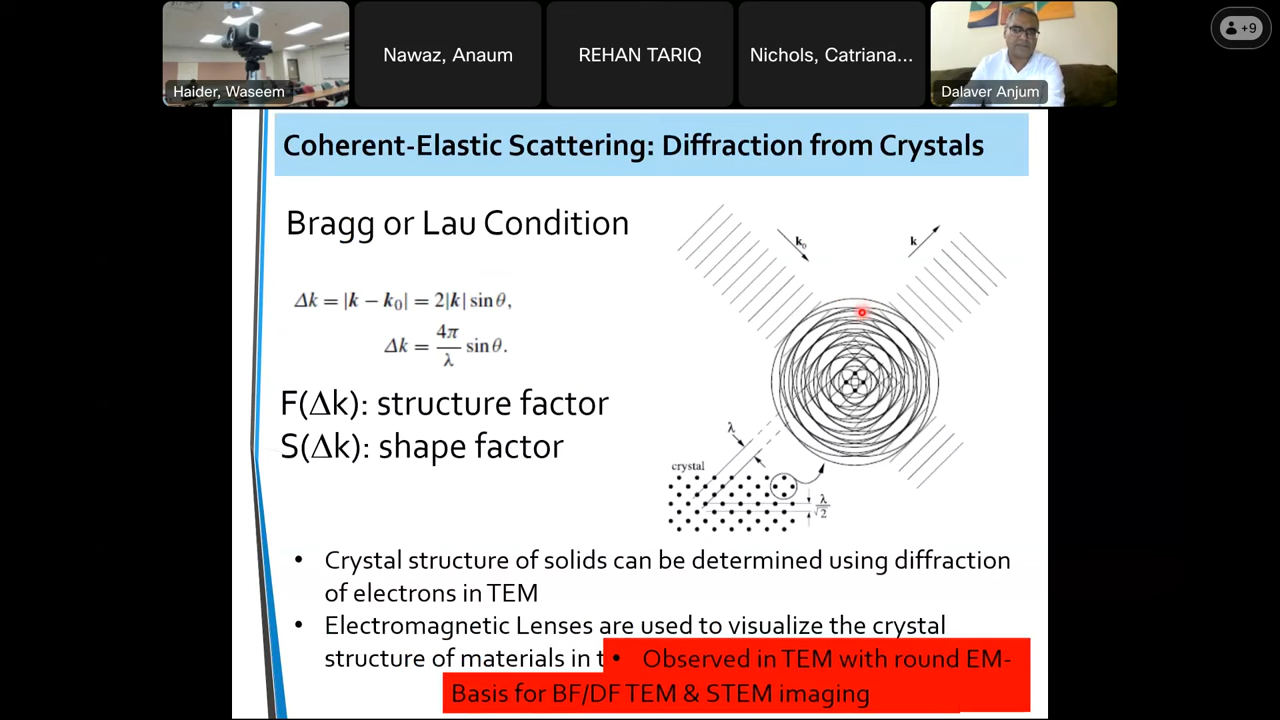 +9
Haider, Waseem
Nawaz, Anaum
REHAN TARIQ
Nichols, Catriana...
Dalaver Anjum
Coherent-Elastic Scattering: Diffraction from Crystals
Bragg or Lau Condition
Δk = |k − k₀| = 2|k| sin θ,
Δk = 4π/λ sin θ.
F(Δk): structure factor
S(Δk): shape factor
k₀
k
λ
crystal
λ/√2
• Crystal structure of solids can be determined using diffraction
of electrons in TEM
• Electromagnetic Lenses are used to visualize the crystal
structure of materials in t
• Observed in TEM with round EM-
Basis for BF/DF TEM & STEM imaging